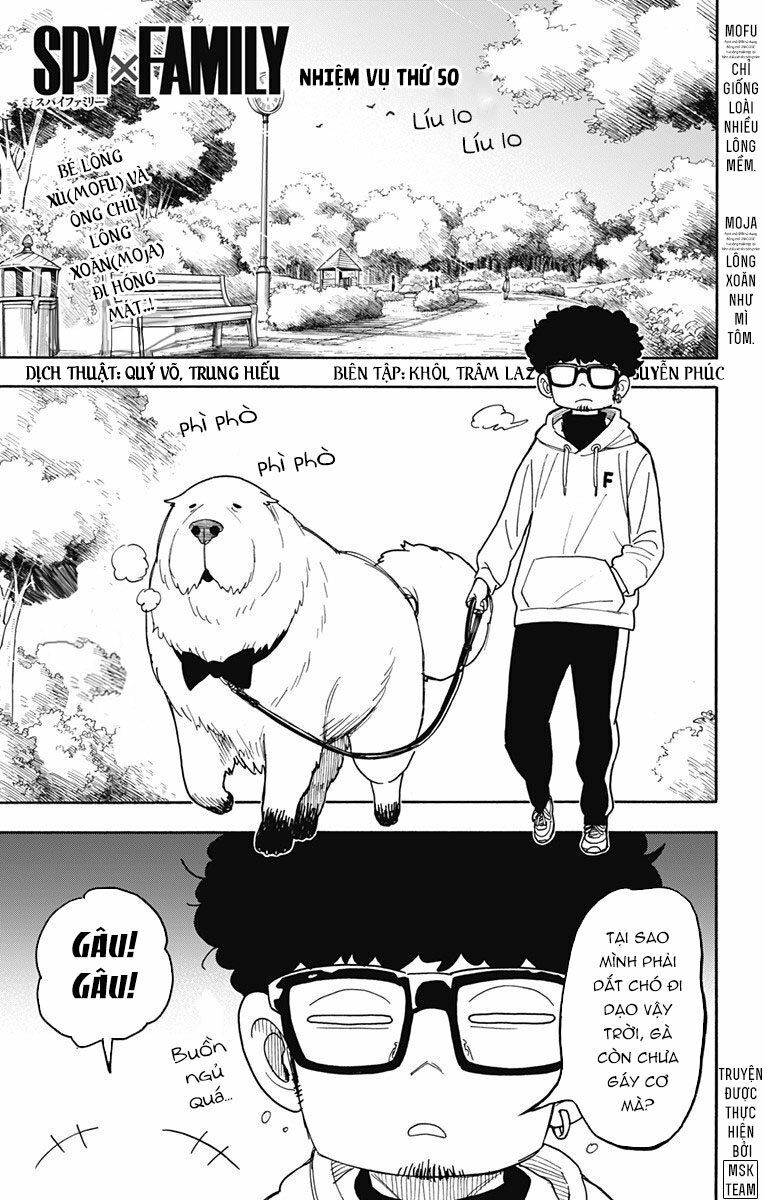 SPY×FAMILY
スパイファミリー
NHIỆM VỤ THỨ 50
Líu lo
Líu lo
BÉ LÔNG
XÙ(MOFU) VÀ
ÔNG CHỦ
LÔNG
XOĂN(MOJA)
ĐI HÓNG
MÁT..!
MOFU
CHỈ
GIỐNG
LOÀI
NHIỀU
LÔNG
MỀM.
MOJA
LÔNG
XOĂN
NHƯ
MÌ
TÔM.
DỊCH THUẬT: QUÝ VÕ, TRUNG HIẾU
BIÊN TẬP: KHÔI, TRÂM LAZ
UYỄN PHÚC
phì phò
phì phò
F
GÂU!
GÂU!
Buồn
ngủ
quá...
TẠI SAO
MÌNH PHẢI
DẮT CHÓ ĐI
DẠO VẬY
TRỜI, GÀ
CÒN CHƯA
GÁY CƠ
MÀ?
TRUYỆN
ĐƯỢC
THỰC
HIỆN
BỞI
MSK
TEAM